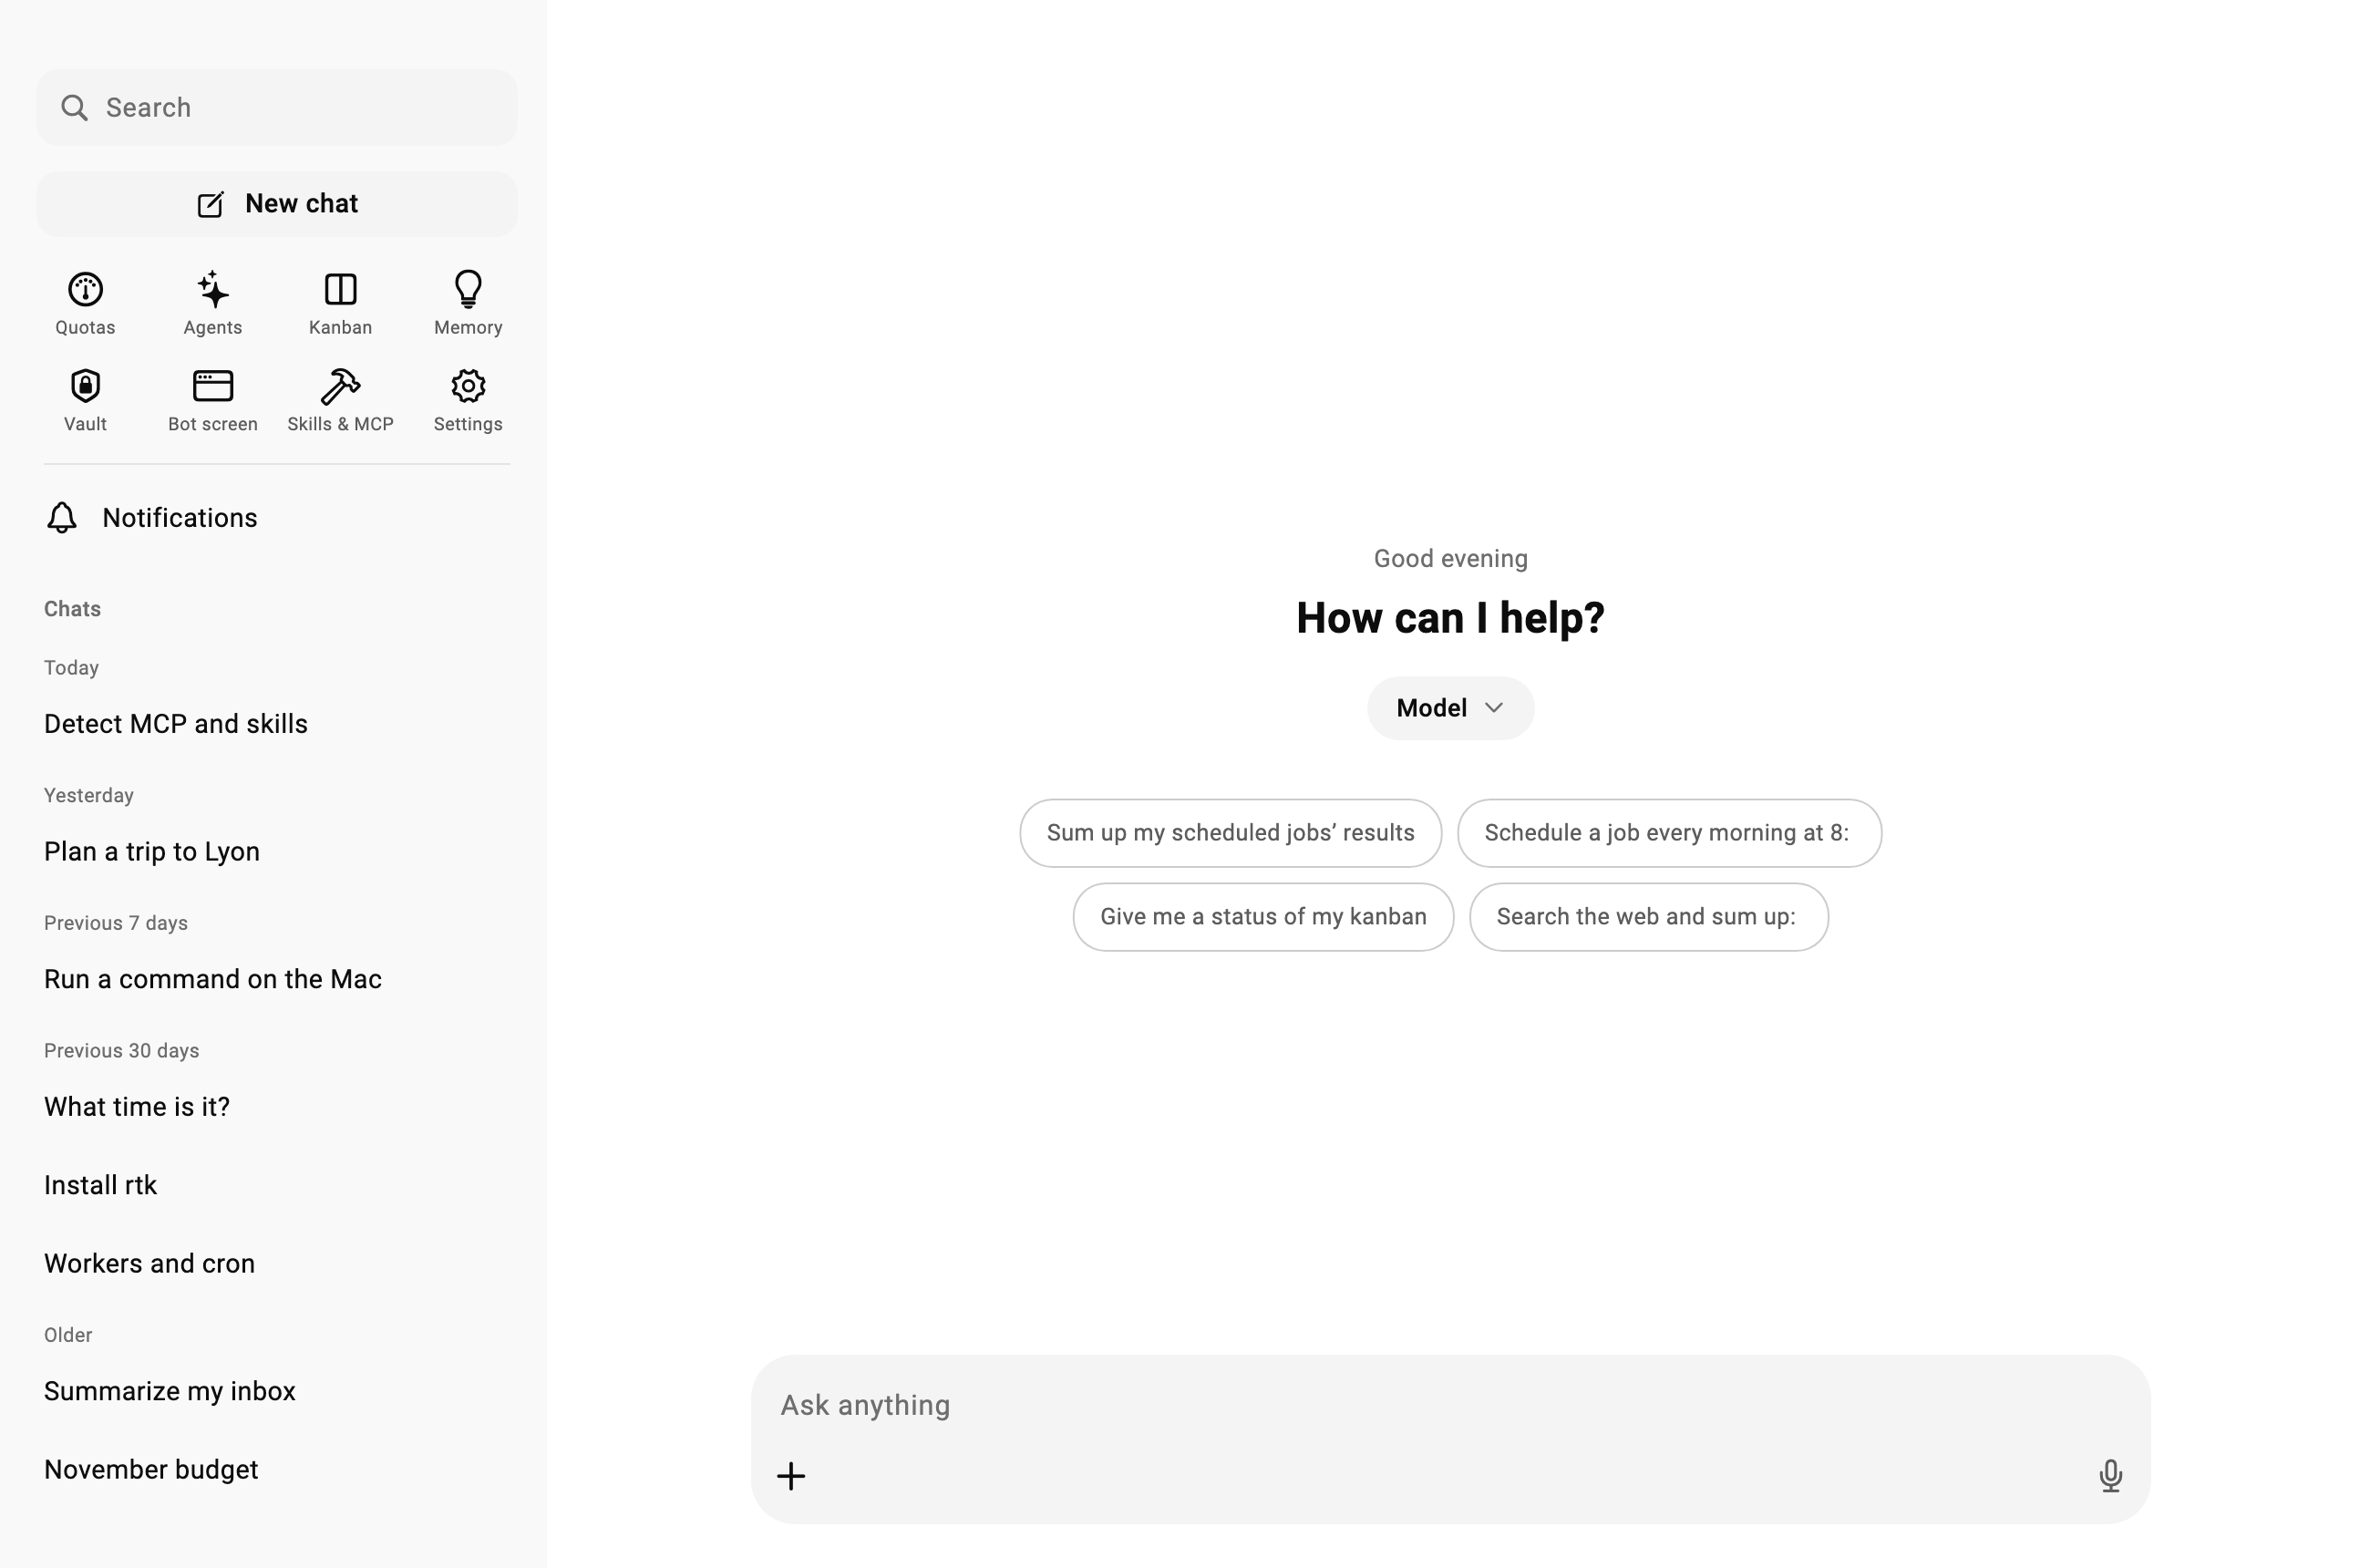 Search
New chat
Quotas
Agents
Kanban
Memory
Vault
Bot screen
Skills & MCP
Settings
Notifications
Chats
Today
Detect MCP and skills
Yesterday
Plan a trip to Lyon
Previous 7 days
Run a command on the Mac
Previous 30 days
What time is it?
Install rtk
Workers and cron
Older
Summarize my inbox
November budget
Good evening
How can I help?
Model
Sum up my scheduled jobs’ results
Schedule a job every morning at 8:
Give me a status of my kanban
Search the web and sum up:
Ask anything